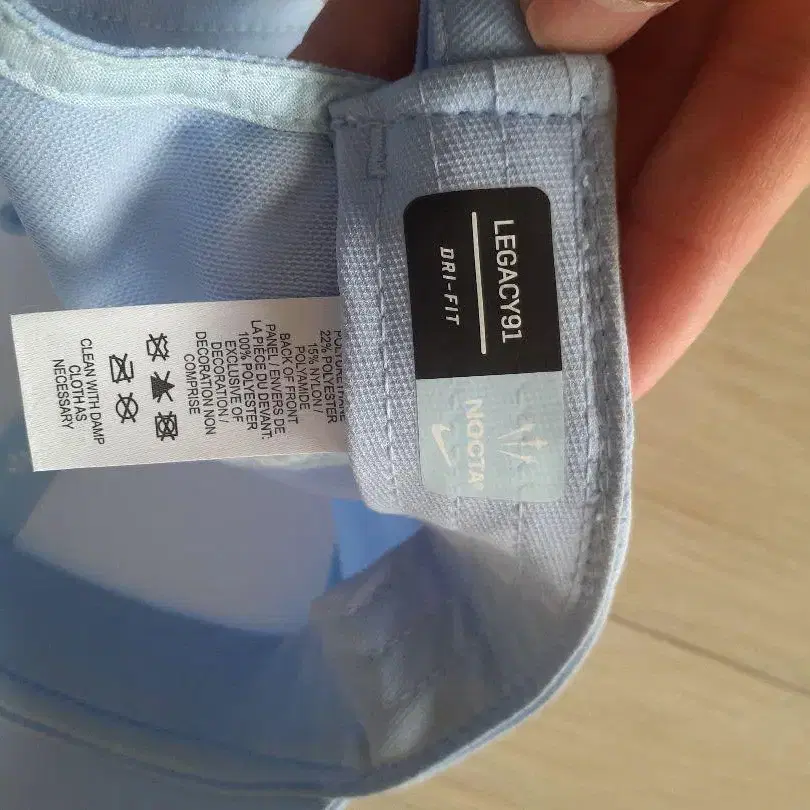 LEGACY91
DRI-FIT
NOCTA
22% POLYESTER
15% NYLON /
POLYAMIDE
BACK OF FRONT
PANEL / ENVERS DE
LA PIÈCE DU DEVANT:
100% POLYESTER
EXCLUSIVE OF
DECORATION /
DECORATION NON
COMPRISE
CLEAN WITH DAMP
CLOTH AS
NECESSARY